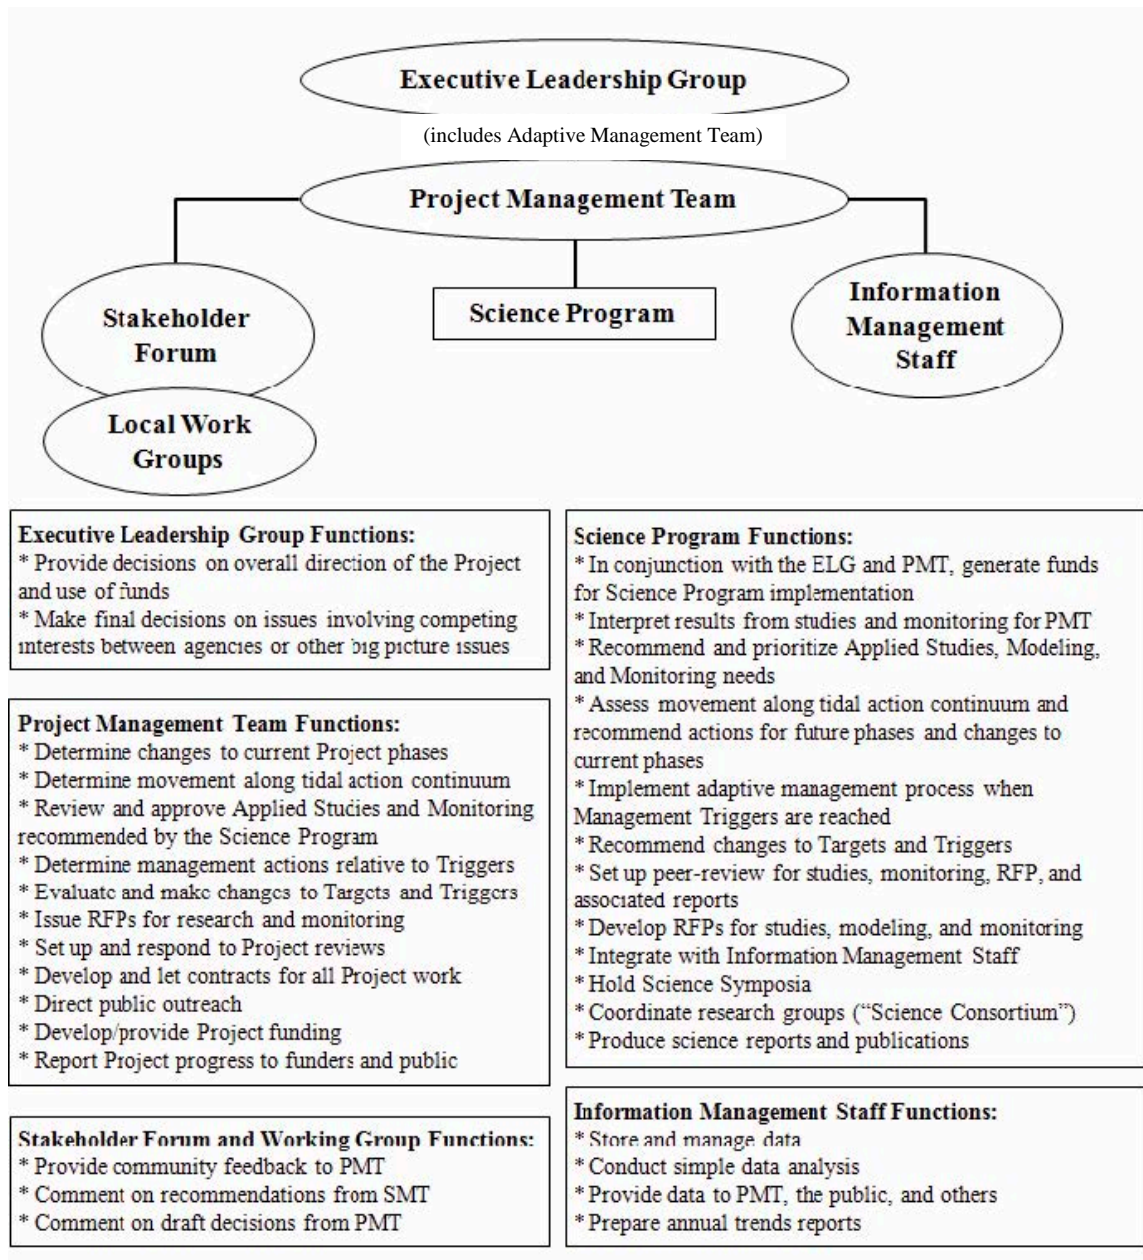 Executive Leadership Group
(includes Adaptive Management Team)
Project Management Team
Stakeholder
Forum
Local Work
Groups
Science Program
Information
Management
Staff
Executive Leadership Group Functions:
* Provide decisions on overall direction of the Project
and use of funds
* Make final decisions on issues involving competing
interests between agencies or other big picture issues
Project Management Team Functions:
* Determine changes to current Project phases
* Determine movement along tidal action continuum
* Review and approve Applied Studies and Monitoring
recommended by the Science Program
* Determine management actions relative to Triggers
* Evaluate and make changes to Targets and Triggers
* Issue RFPs for research and monitoring
* Set up and respond to Project reviews
* Develop and let contracts for all Project work
* Direct public outreach
* Develop/provide Project funding
* Report Project progress to funders and public
Stakeholder Forum and Working Group Functions:
* Provide community feedback to PMT
* Comment on recommendations from SMT
* Comment on draft decisions from PMT
Science Program Functions:
* In conjunction with the ELG and PMT, generate funds
for Science Program implementation
* Interpret results from studies and monitoring for PMT
* Recommend and prioritize Applied Studies, Modeling,
and Monitoring needs
* Assess movement along tidal action continuum and
recommend actions for future phases and changes to
current phases
* Implement adaptive management process when
Management Triggers are reached
* Recommend changes to Targets and Triggers
* Set up peer-review for studies, monitoring, RFP, and
associated reports
* Develop RFPs for studies, modeling, and monitoring
* Integrate with Information Management Staff
* Hold Science Symposia
* Coordinate research groups (“Science Consortium”)
* Produce science reports and publications
Information Management Staff Functions:
* Store and manage data
* Conduct simple data analysis
* Provide data to PMT, the public, and others
* Prepare annual trends reports